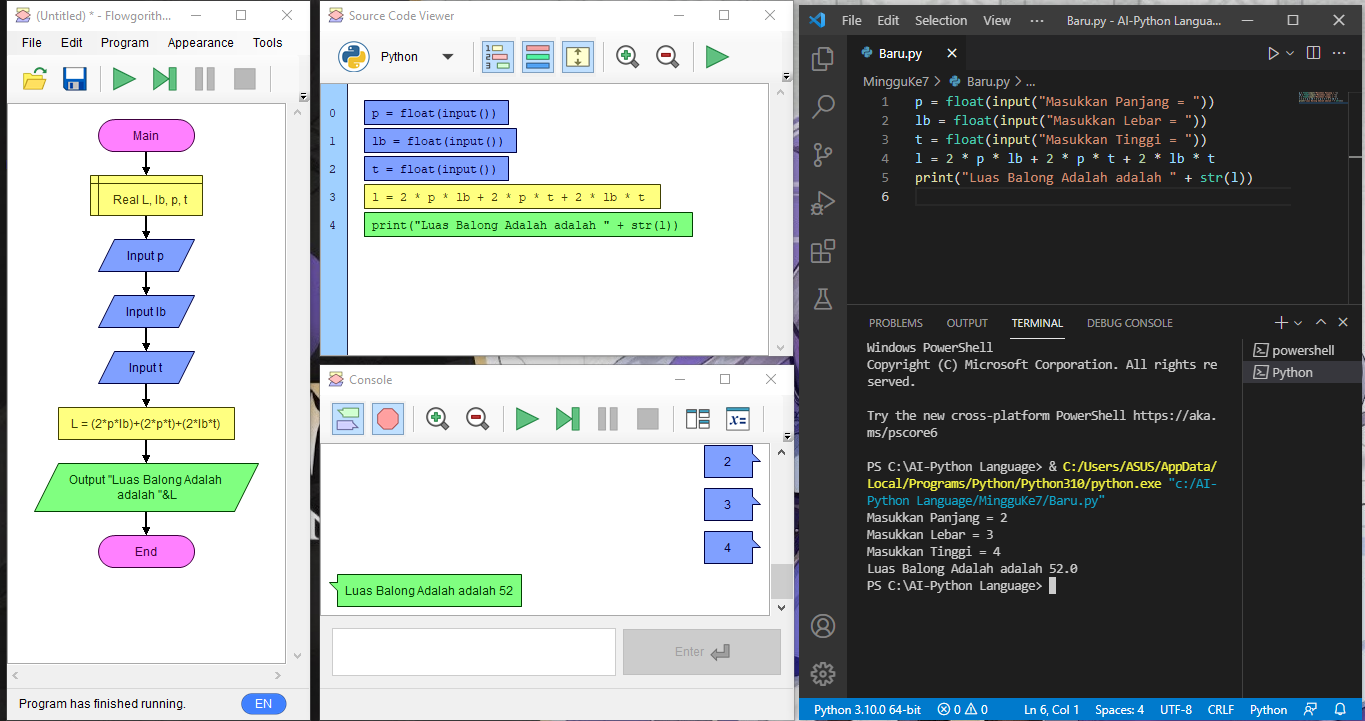 (Untitled) * - Flowgorith...
File Edit Program Appearance Tools
Main
Real L, lb, p, t
Input p
Input lb
Input t
L = (2*p*lb)+(2*p*t)+(2*lb*t)
Output "Luas Balong Adalah
adalah "&L
End
Program has finished running.
EN
Source Code Viewer
Python
0 p = float(input())
1 lb = float(input())
2 t = float(input())
3 l = 2 * p * lb + 2 * p * t + 2 * lb * t
4 print("Luas Balong Adalah adalah " + str(l))
Console
2
3
4
Luas Balong Adalah adalah 52
Enter
File Edit Selection View ··· Baru.py - AI-Python Langua...
Baru.py
MingguKe7 > Baru.py > ...
1 p = float(input("Masukkan Panjang = "))
2 lb = float(input("Masukkan Lebar = "))
3 t = float(input("Masukkan Tinggi = "))
4 l = 2 * p * lb + 2 * p * t + 2 * lb * t
5 print("Luas Balong Adalah adalah " + str(l))
6
PROBLEMS OUTPUT TERMINAL DEBUG CONSOLE
powershell
Python
Windows PowerShell
Copyright (C) Microsoft Corporation. All rights re
served.
Try the new cross-platform PowerShell https://aka.
ms/pscore6
PS C:\AI-Python Language> & C:/Users/ASUS/AppData/
Local/Programs/Python/Python310/python.exe "c:/AI-
Python Language/MingguKe7/Baru.py"
Masukkan Panjang = 2
Masukkan Lebar = 3
Masukkan Tinggi = 4
Luas Balong Adalah adalah 52.0
PS C:\AI-Python Language>
Python 3.10.0 64-bit 0 0 Ln 6, Col 1 Spaces: 4 UTF-8 CRLF Python